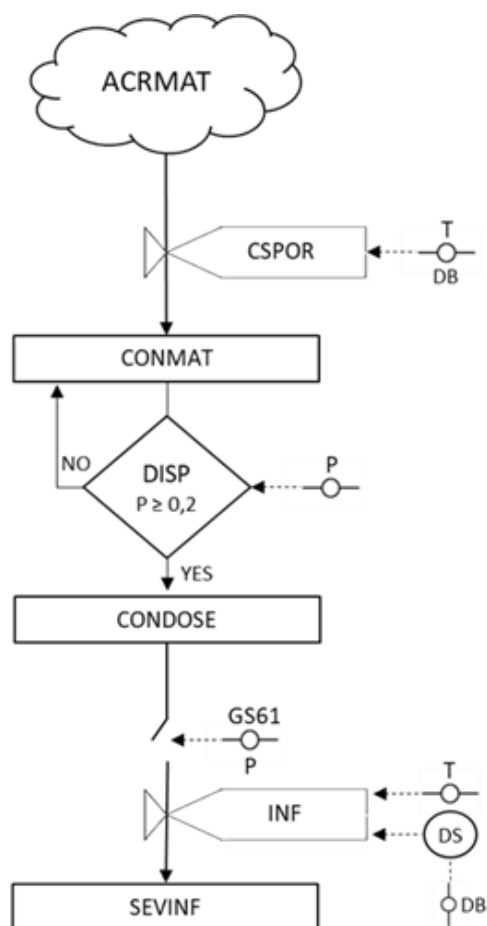 ACRMAT
T
CSPOR
DB
CONMAT
NO
DISP
P ≥ 0,2
P
YES
CONDOSE
GS61
P
T
INF
DS
SEVINF
DB